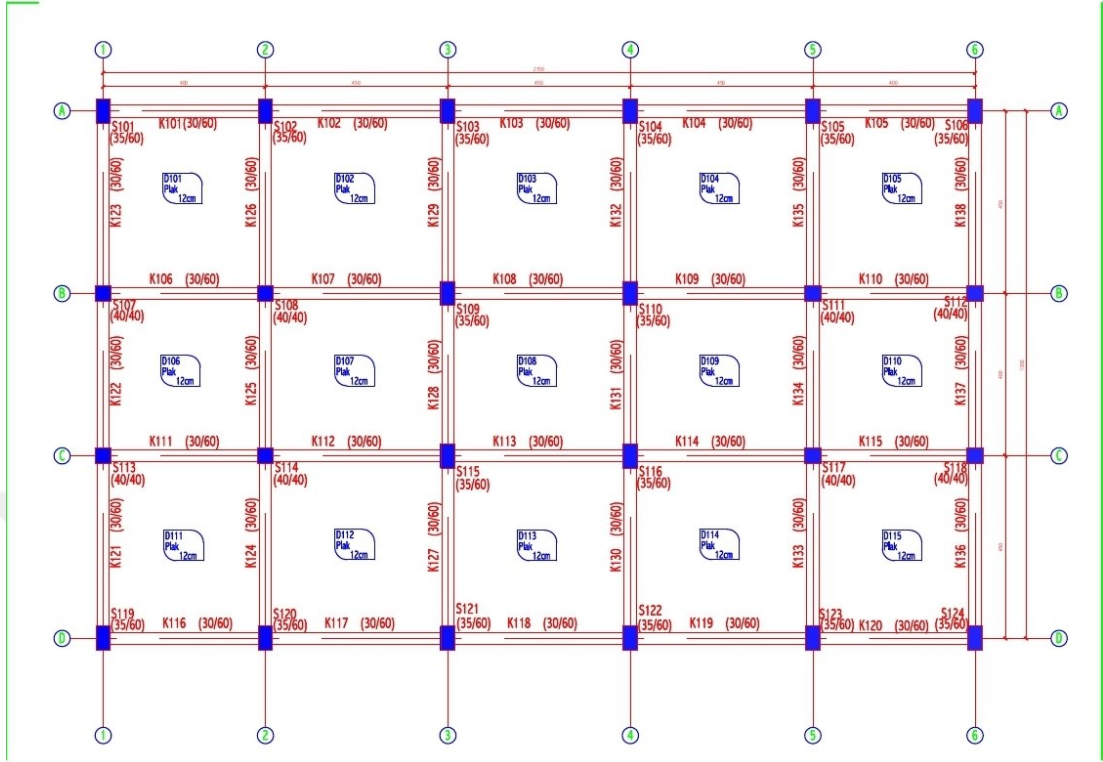 1 2 3 4 5 6
400 450 450 450 400
A A
K101(30/60) K102 (30/60) K103 (30/60) K104 (30/60) K105 (30/60)
S101 S102 S103 S104 S105 S106
(35/60) (35/60) (35/60) (35/60) (35/60) (35/60)
K123 (30/60) K126 (30/60) K129 (30/60) K132 (30/60) K135 (30/60) K138 (30/60)
D101 D102 D103 D104 D105
Plak Plak Plak Plak Plak
12cm 12cm 12cm 12cm 12cm
450
K106 (30/60) K107 (30/60) K108 (30/60) K109 (30/60) K110 (30/60)
B B
S107 S108 S109 S110 S111 S112
(40/40) (40/40) (35/60) (35/60) (40/40) (40/40)
K122 (30/60) K125 (30/60) K128 (30/60) K131 (30/60) K134 (30/60) K137 (30/60)
D106 D107 D108 D109 D110
Plak Plak Plak Plak Plak
12cm 12cm 12cm 12cm 12cm
400
K111 (30/60) K112 (30/60) K113 (30/60) K114 (30/60) K115 (30/60)
C C
S113 S114 S115 S116 S117 S118
(40/40) (40/40) (35/60) (35/60) (40/40) (40/40)
K121 (30/60) K124 (30/60) K127 (30/60) K130 (30/60) K133 (30/60) K136 (30/60)
D111 D112 D113 D114 D115
Plak Plak Plak Plak Plak
12cm 12cm 12cm 12cm 12cm
450
S119 S120 S121 S122 S123 S124
(35/60) (35/60) (35/60) (35/60) (35/60) (35/60)
K116 (30/60) K117 (30/60) K118 (30/60) K119 (30/60) K120 (30/60)
D D
1 2 3 4 5 6